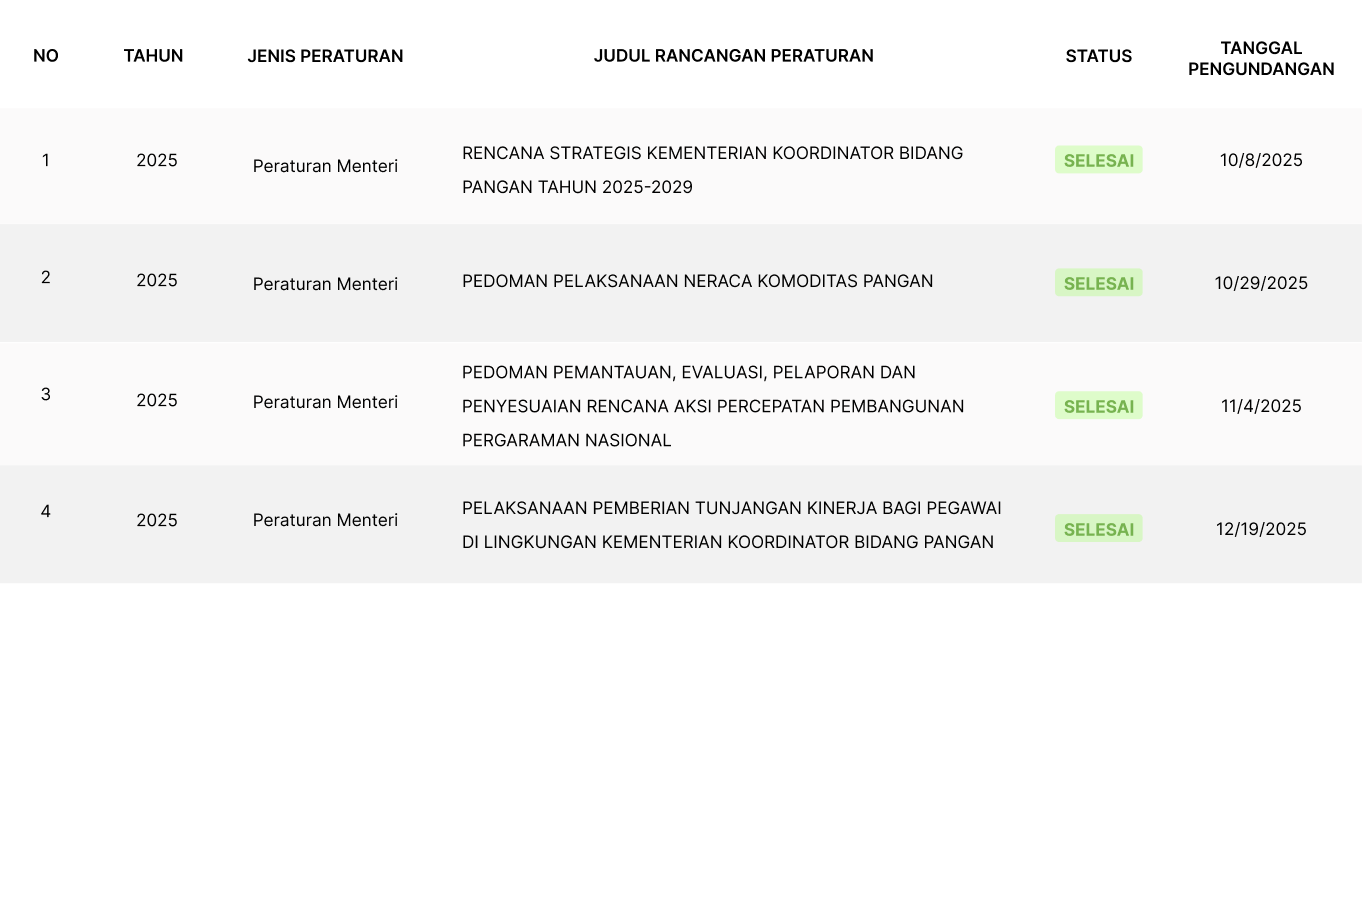 NO TAHUN JENIS PERATURAN JUDUL RANCANGAN PERATURAN STATUS TANGGAL
PENGUNDANGAN
1 2025 Peraturan Menteri RENCANA STRATEGIS KEMENTERIAN KOORDINATOR BIDANG
PANGAN TAHUN 2025-2029 SELESAI 10/8/2025
2 2025 Peraturan Menteri PEDOMAN PELAKSANAAN NERACA KOMODITAS PANGAN SELESAI 10/29/2025
3 2025 Peraturan Menteri PEDOMAN PEMANTAUAN, EVALUASI, PELAPORAN DAN
PENYESUAIAN RENCANA AKSI PERCEPATAN PEMBANGUNAN
PERGARAMAN NASIONAL SELESAI 11/4/2025
4 2025 Peraturan Menteri PELAKSANAAN PEMBERIAN TUNJANGAN KINERJA BAGI PEGAWAI
DI LINGKUNGAN KEMENTERIAN KOORDINATOR BIDANG PANGAN SELESAI 12/19/2025